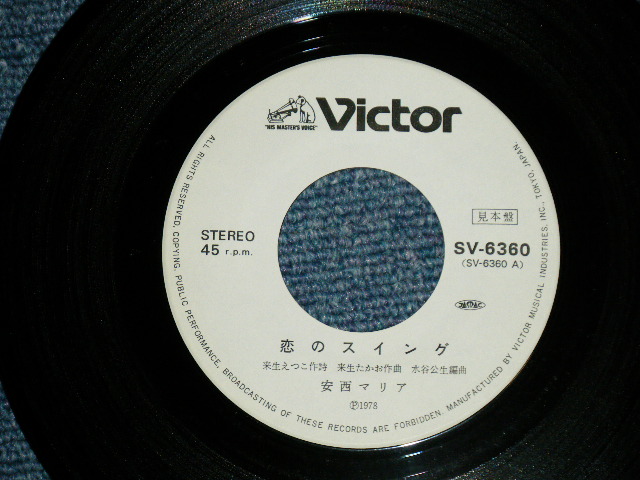 Victor
"HIS MASTER'S VOICE"
見本盤
STEREO
45 r.p.m.
SV-6360
(SV-6360 A)
JASRAC
恋のスイング
来生えつこ作詩 来生たかお作曲 水谷公生編曲
安西マリア
Ⓟ1978
ALL RIGHTS RESERVED, COPYING, PUBLIC PERFORMANCE, BROADCASTING OF THESE RECORDS ARE FORBIDDEN. MANUFACTURED BY VICTOR MUSICAL INDUSTRIES, INC., TOKYO, JAPAN.